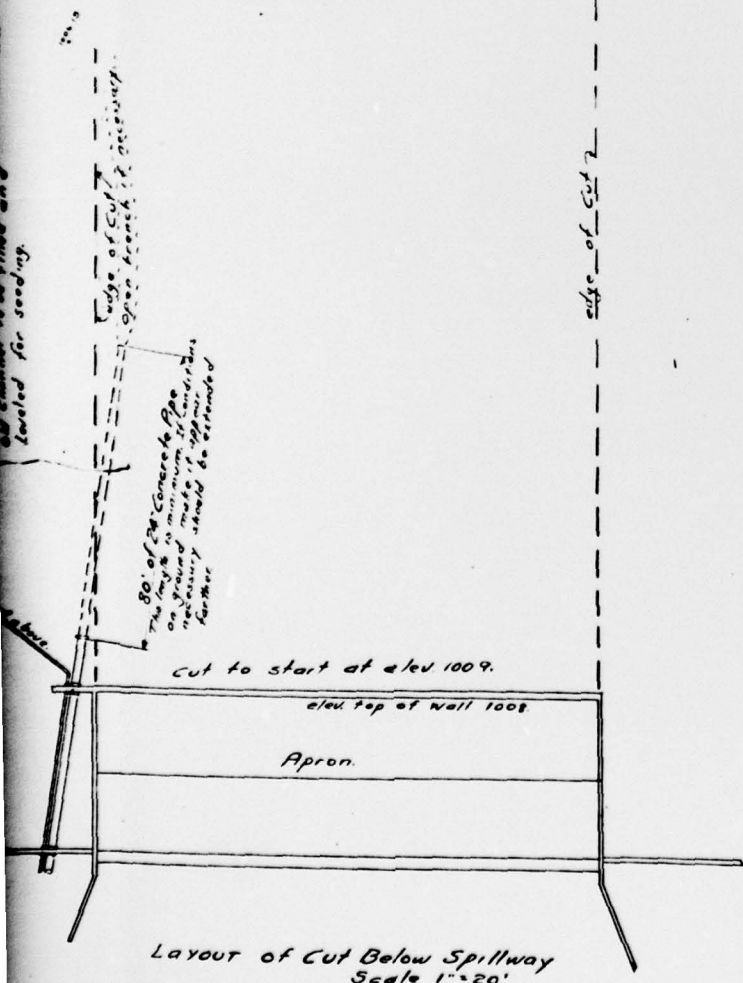 Leveled for seeding.
edge of Cut
open trench if necessary
edge of Cut
80' of 24" Concrete Pipe
The length is minimum. If conditions
on ground make it appear
necessary should be extended
farther.
above.
Cut to start at elev. 1009.
elev. top of wall 1008
Apron.
Layout of Cut Below Spillway
Scale 1"=20'